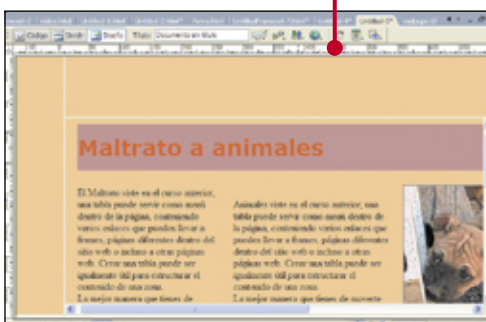 Código Dividir Diseño Título: Documento sin título
Maltrato a animales
El Maltrato viste en el curso anterior,
una tabla puede servir como menú
dentro de la página, conteniendo
varios enlaces que pueden llevar a
frames, páginas diferentes dentro del
sitio web o incluso a otras páginas
web. Crear una tabla puede ser
igualmente útil para estructurar el
contenido de una zona.
La mejor manera que tienes de
Animales viste en el curso anterior, una
tabla puede servir como menú dentro de
la página, conteniendo varios enlaces que
pueden llevar a frames, páginas diferentes
dentro del sitio web o incluso a otras
páginas web. Crear una tabla puede ser
igualmente útil para estructurar el
contenido de una zona.
La mejor manera que tienes de moverte